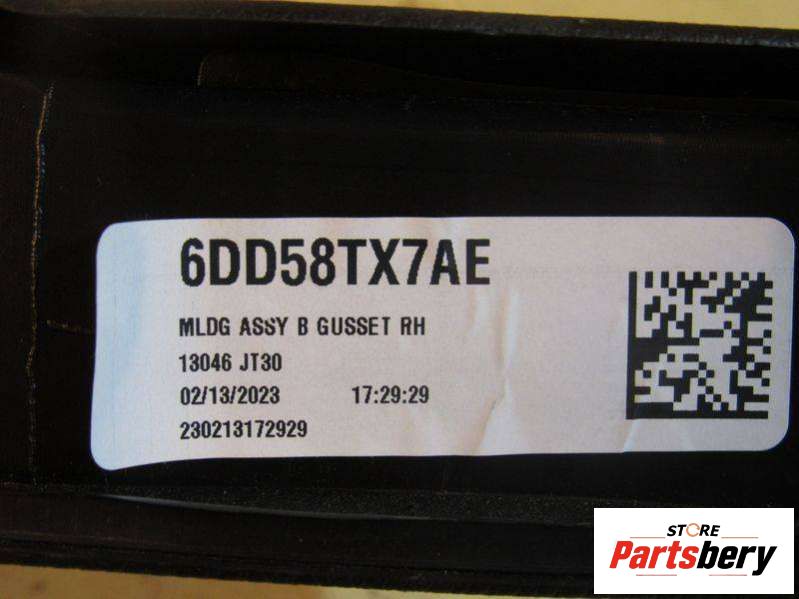 6DD58TX7AE
MLDG ASSY B GUSSET RH
13046 JT30
02/13/2023 17:29:29
230213172929
STORE
Partsbery